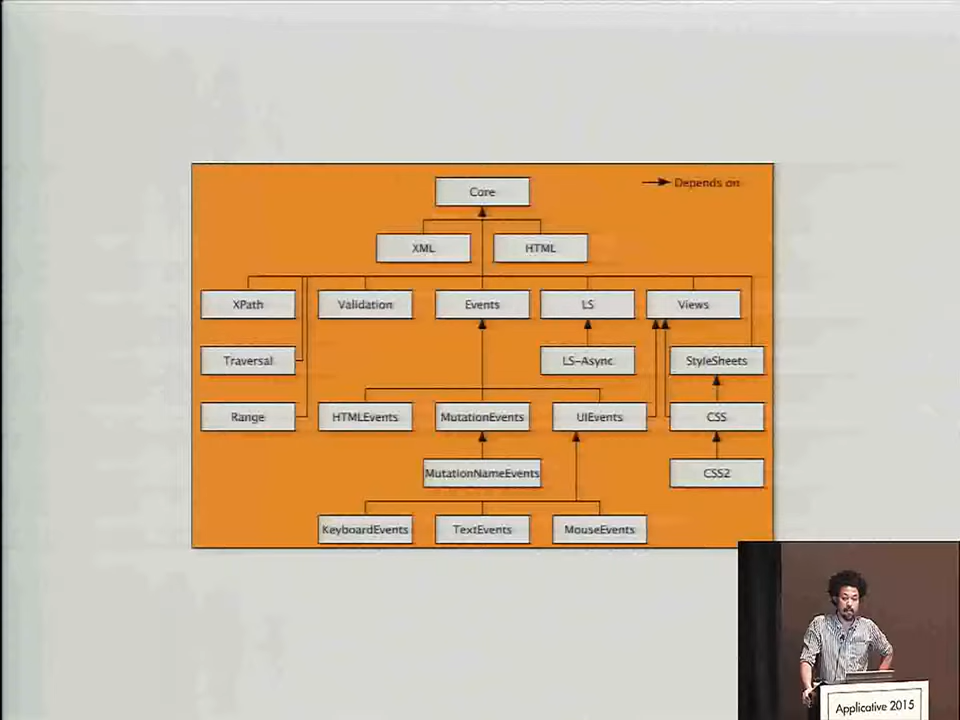 Core
Depends on
XML
HTML
XPath
Validation
Events
LS
Views
Traversal
LS-Async
StyleSheets
Range
HTMLEvents
MutationEvents
UIEvents
CSS
MutationNameEvents
CSS2
KeyboardEvents
TextEvents
MouseEvents
Applicative 2015